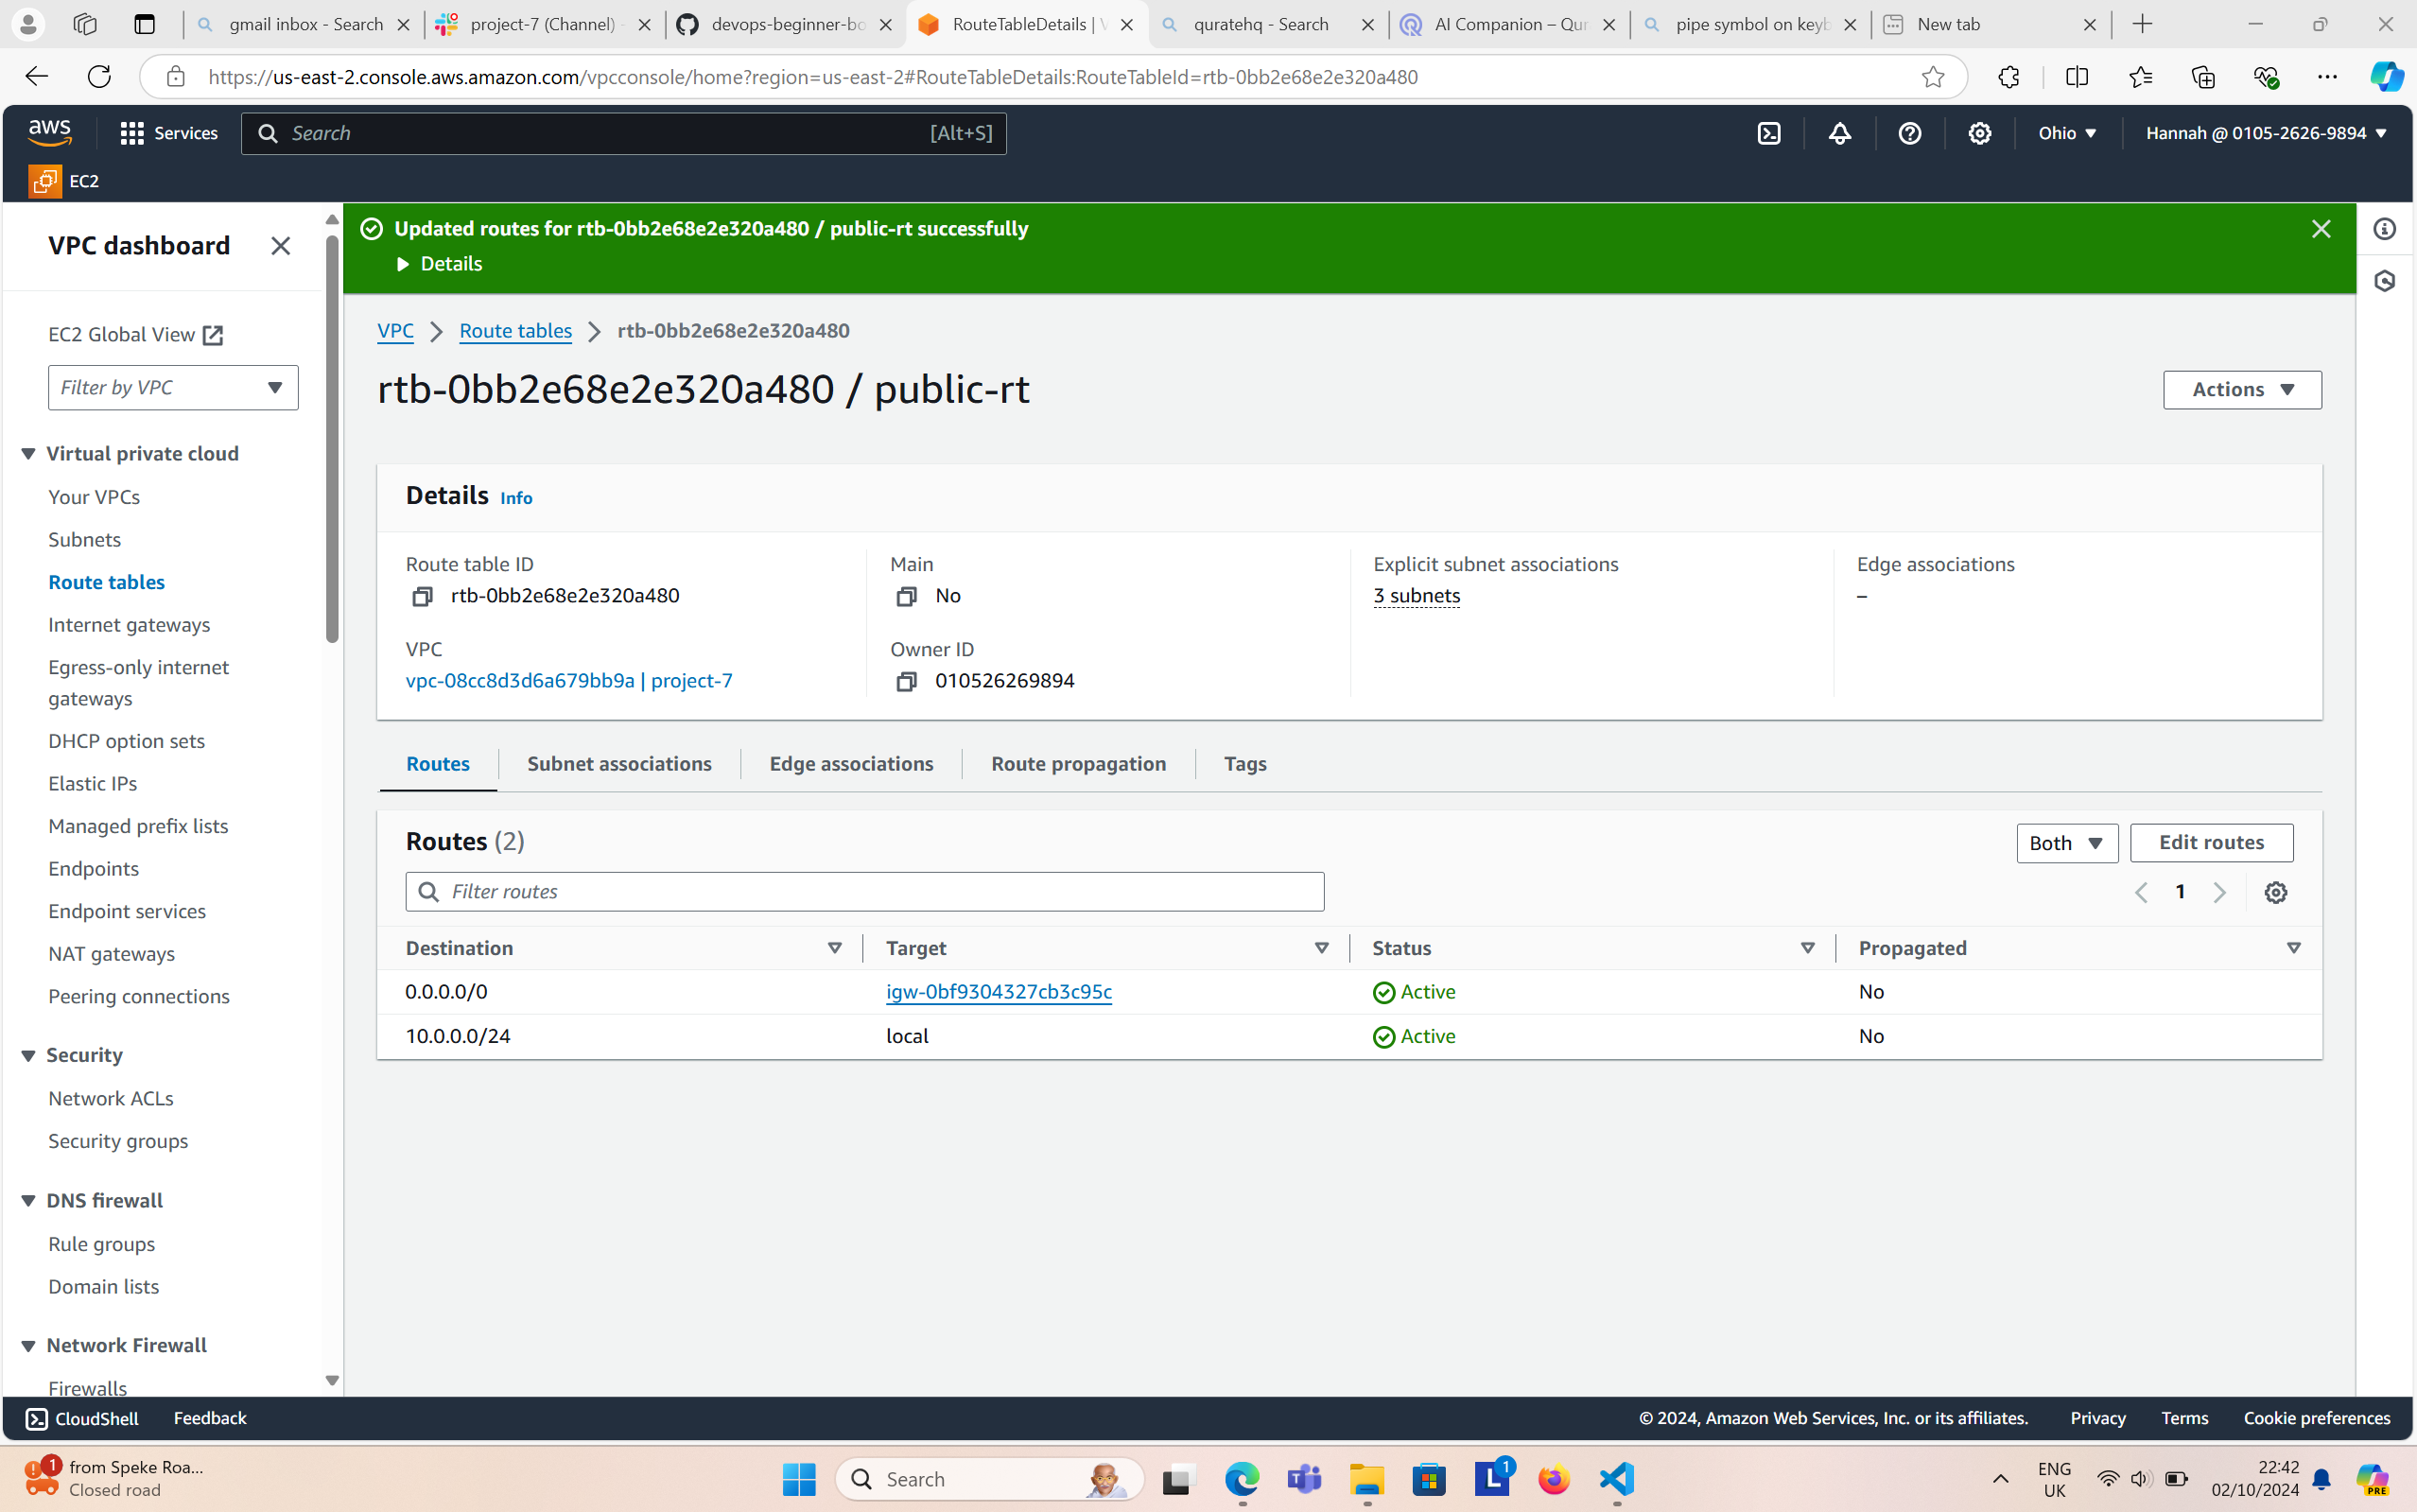 gmail inbox - Search
project-7 (Channel) -
devops-beginner-bo
RouteTableDetails | V
quratehq - Search
AI Companion – Qur
pipe symbol on keyb
New tab
https://us-east-2.console.aws.amazon.com/vpcconsole/home?region=us-east-2#RouteTableDetails:RouteTableId=rtb-0bb2e68e2e320a480
aws
Services
Search
[Alt+S]
Ohio
Hannah @ 0105-2626-9894
EC2
VPC dashboard
EC2 Global View
Filter by VPC
Virtual private cloud
Your VPCs
Subnets
Route tables
Internet gateways
Egress-only internet
gateways
DHCP option sets
Elastic IPs
Managed prefix lists
Endpoints
Endpoint services
NAT gateways
Peering connections
Security
Network ACLs
Security groups
DNS firewall
Rule groups
Domain lists
Network Firewall
Firewalls
Updated routes for rtb-0bb2e68e2e320a480 / public-rt successfully
Details
VPC
Route tables
rtb-0bb2e68e2e320a480
rtb-0bb2e68e2e320a480 / public-rt
Actions
Details Info
Route table ID
rtb-0bb2e68e2e320a480
Main
No
Explicit subnet associations
3 subnets
Edge associations
–
VPC
vpc-08cc8d3d6a679bb9a | project-7
Owner ID
010526269894
Routes
Subnet associations
Edge associations
Route propagation
Tags
Routes (2)
Both
Edit routes
Filter routes
1
Destination
Target
Status
Propagated
0.0.0.0/0
igw-0bf9304327cb3c95c
Active
No
10.0.0.0/24
local
Active
No
CloudShell
Feedback
© 2024, Amazon Web Services, Inc. or its affiliates.
Privacy
Terms
Cookie preferences
1
from Speke Roa...
Closed road
Search
L
1
ENG
UK
22:42
02/10/2024
PRE